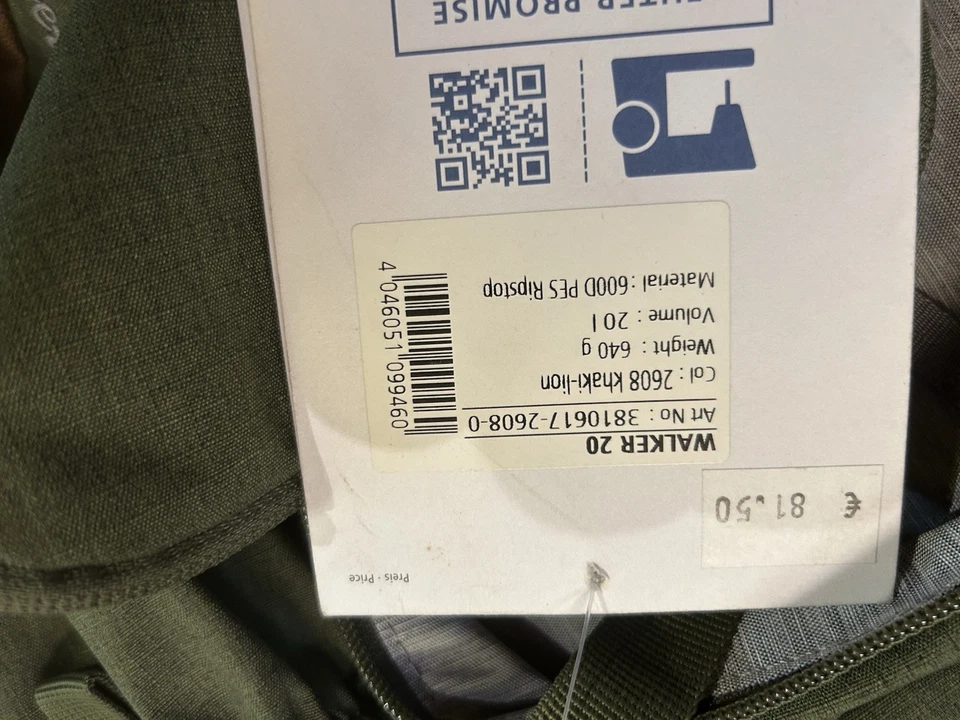 Preis · Price
€ 81.50
WALKER 20
Art No : 3810617-2608-0
Col : 2608 khaki-lion
Weight : 640 g
Volume : 20 l
Material : 600D PES Ripstop
4 046051 099460
PROMISE